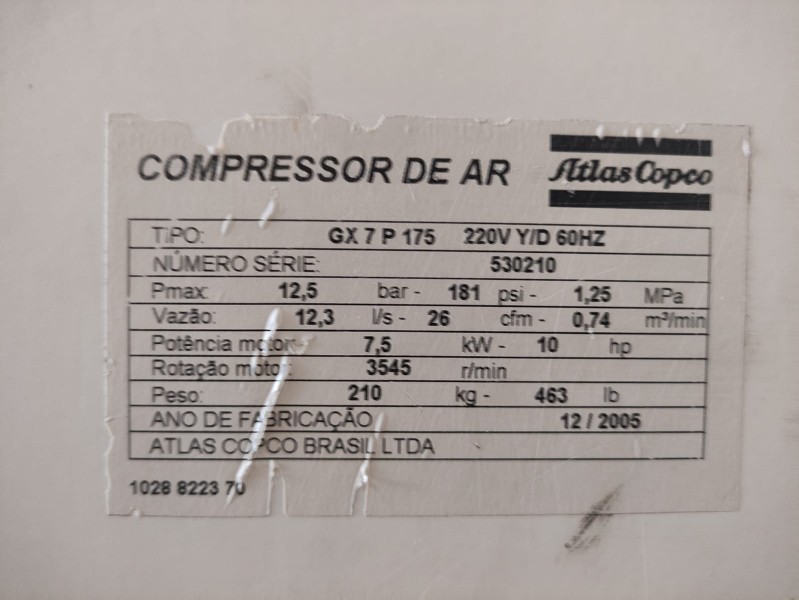 COMPRESSOR DE AR Atlas Copco
TIPO: GX 7 P 175 220V Y/D 60HZ
NÚMERO SÉRIE: 530210
Pmax: 12,5 bar - 181 psi - 1,25 MPa
Vazão: 12,3 l/s - 26 cfm - 0,74 m³/min
Potência motor: 7,5 kW - 10 hp
Rotação motor: 3545 r/min
Peso: 210 kg - 463 lb
ANO DE FABRICAÇÃO 12 / 2005
ATLAS COPCO BRASIL LTDA
1028 8223 70